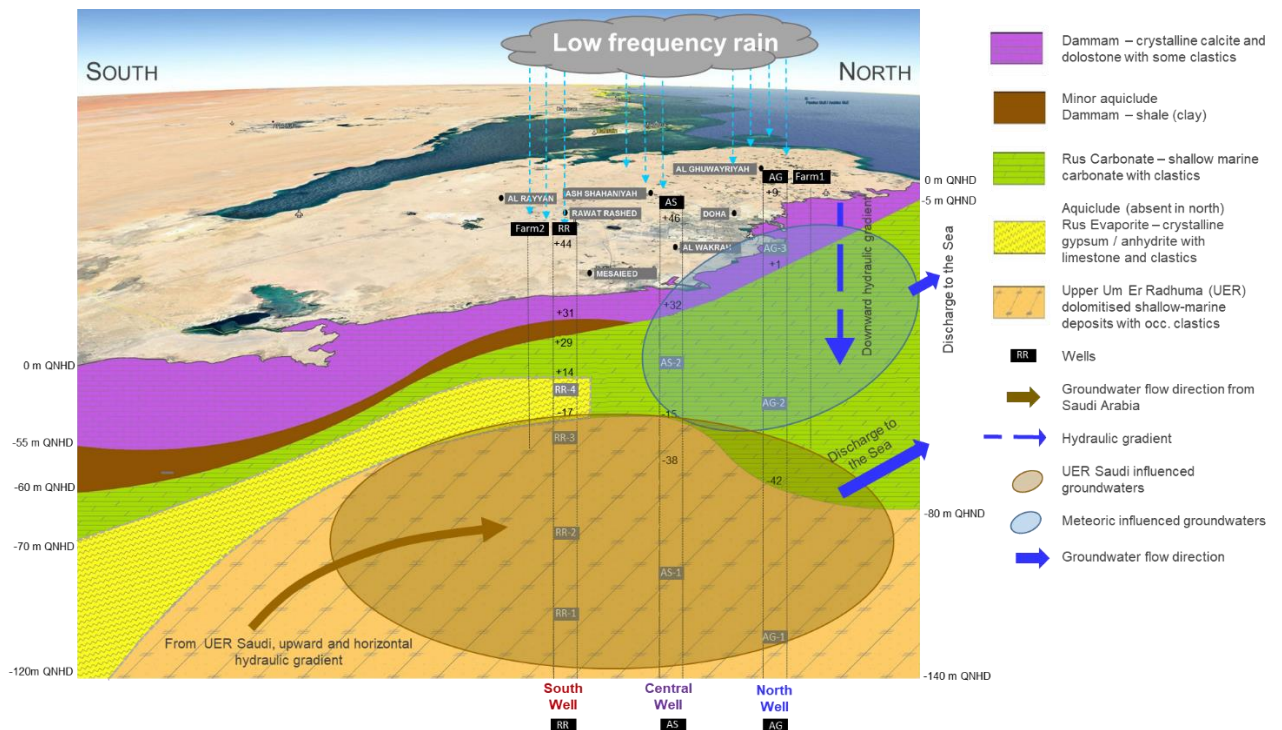 Low frequency rain
SOUTH
NORTH
AL GHUWAYRIYAH
AG
Farm1
+9
AL RAYYAN
ASH SHAHANIYAH
AS
+46
RAWAT RASHED
DOHA
Farm2
RR
+44
AL WAKRAH
AG-3
+1
MESAIEED
+32
+31
+29
+14
AS-2
RR-4
AG-2
-17
-15
RR-3
-38
-42
RR-2
AS-1
RR-1
AG-1
Downward hydraulic gradient
Discharge to the Sea
Discharge to
the Sea
From UER Saudi, upward and horizontal
hydraulic gradient
0 m QNHD
-55 m QNHD
-60 m QNHD
-70 m QNHD
-120m QNHD
0 m QNHD
-5 m QHND
-80 m QHND
-140 m QNHD
South
Well
RR
Central
Well
AS
North
Well
AG
Dammam – crystalline calcite and
dolostone with some clastics
Minor aquiclude
Dammam – shale (clay)
Rus Carbonate – shallow marine
carbonate with clastics
Aquiclude (absent in north)
Rus Evaporite – crystalline
gypsum / anhydrite with
limestone and clastics
Upper Um Er Radhuma (UER)
dolomitised shallow-marine
deposits with occ. clastics
RR
Wells
Groundwater flow direction from
Saudi Arabia
Hydraulic gradient
UER Saudi influenced
groundwaters
Meteoric influenced groundwaters
Groundwater flow direction